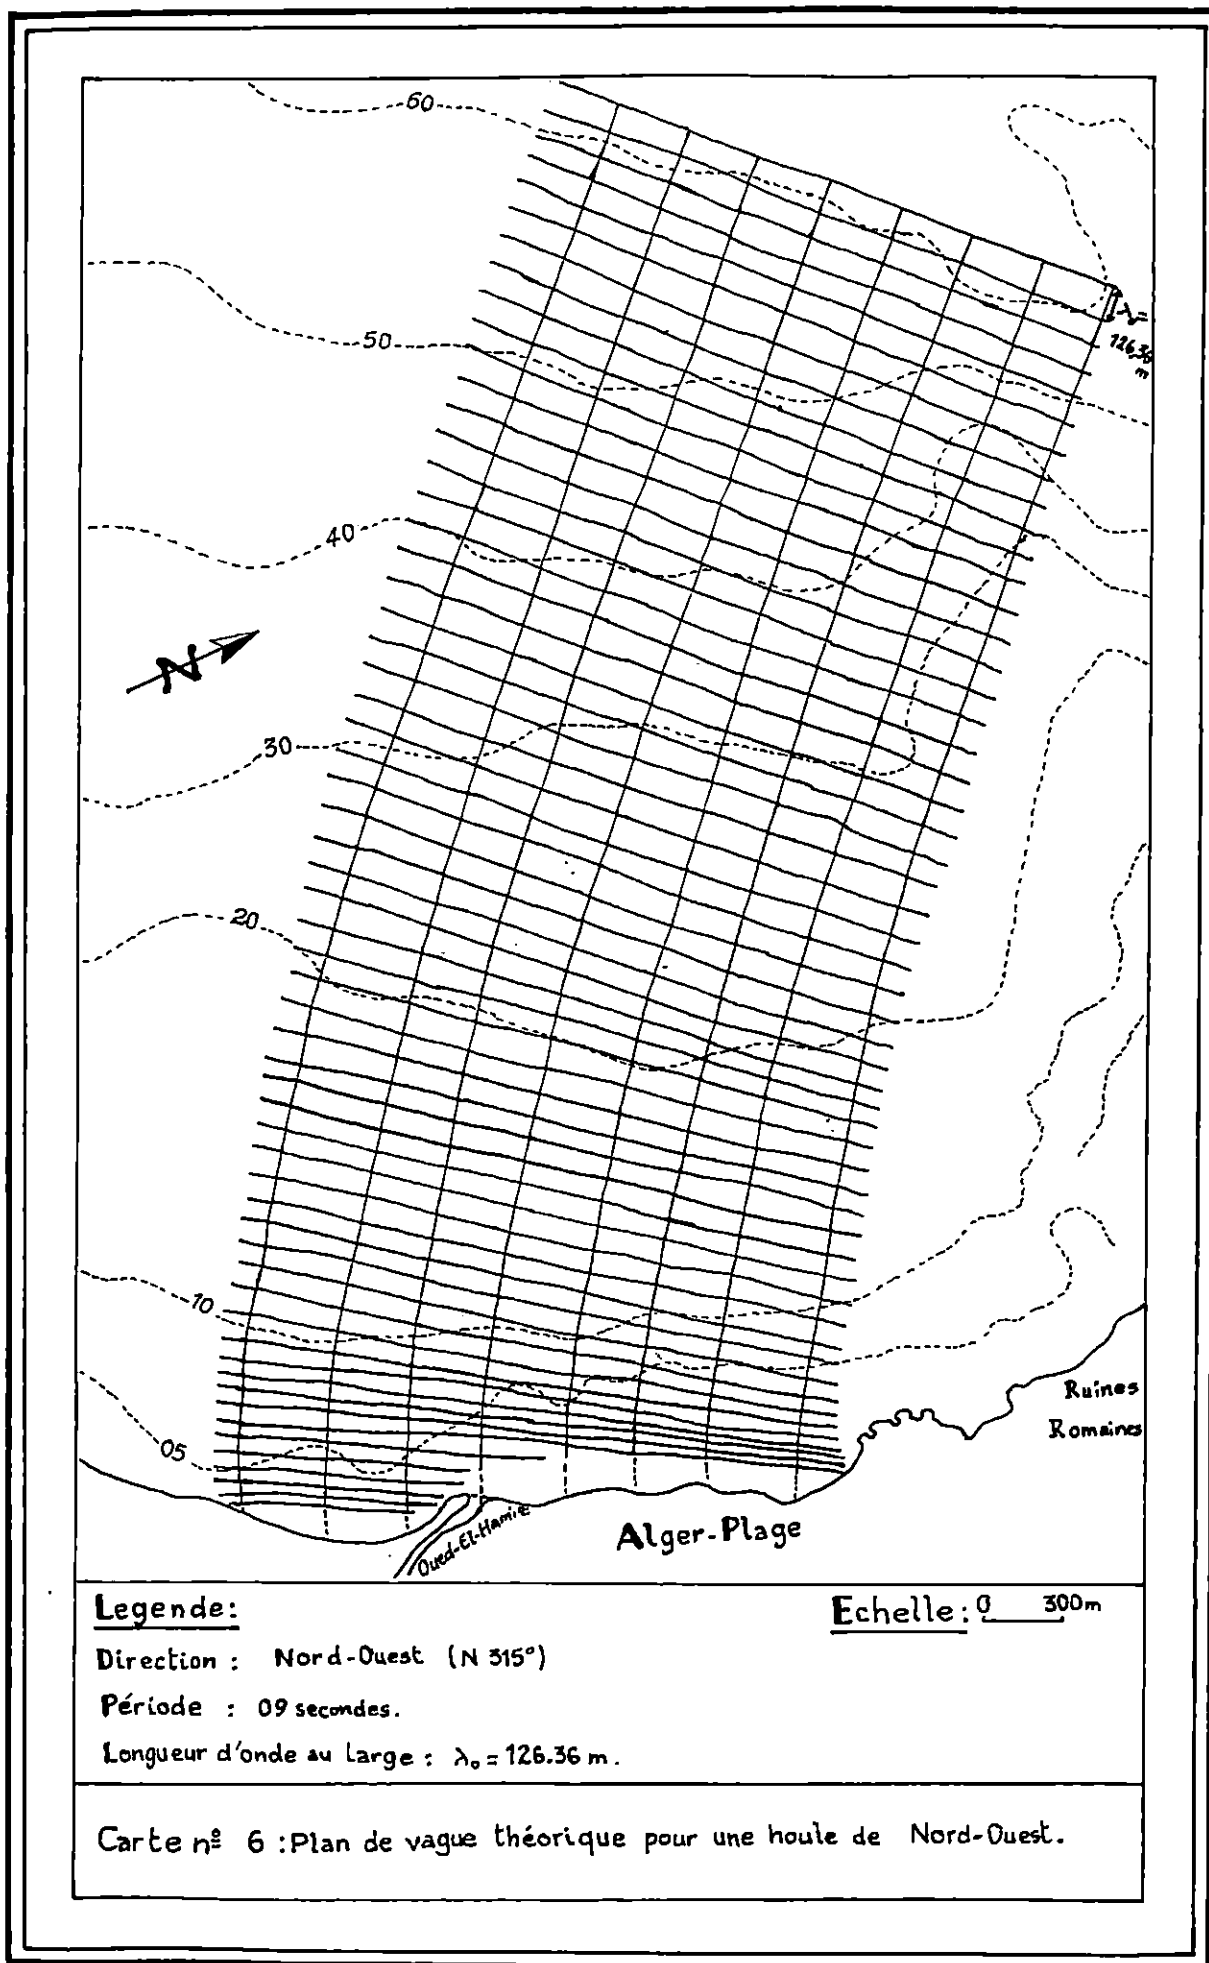 60
50
λ=
126,36
m
40
N
30
20
10
05
Ruines
Romaines
Oued-El-Hamiz
Alger-Plage
Legende:
Echelle: 0 300m
Direction : Nord-Ouest (N 315°)
Période : 09 secondes.
Longueur d'onde au large : λ₀ = 126.36 m.
Carte nº 6 : Plan de vague théorique pour une houle de Nord-Ouest.